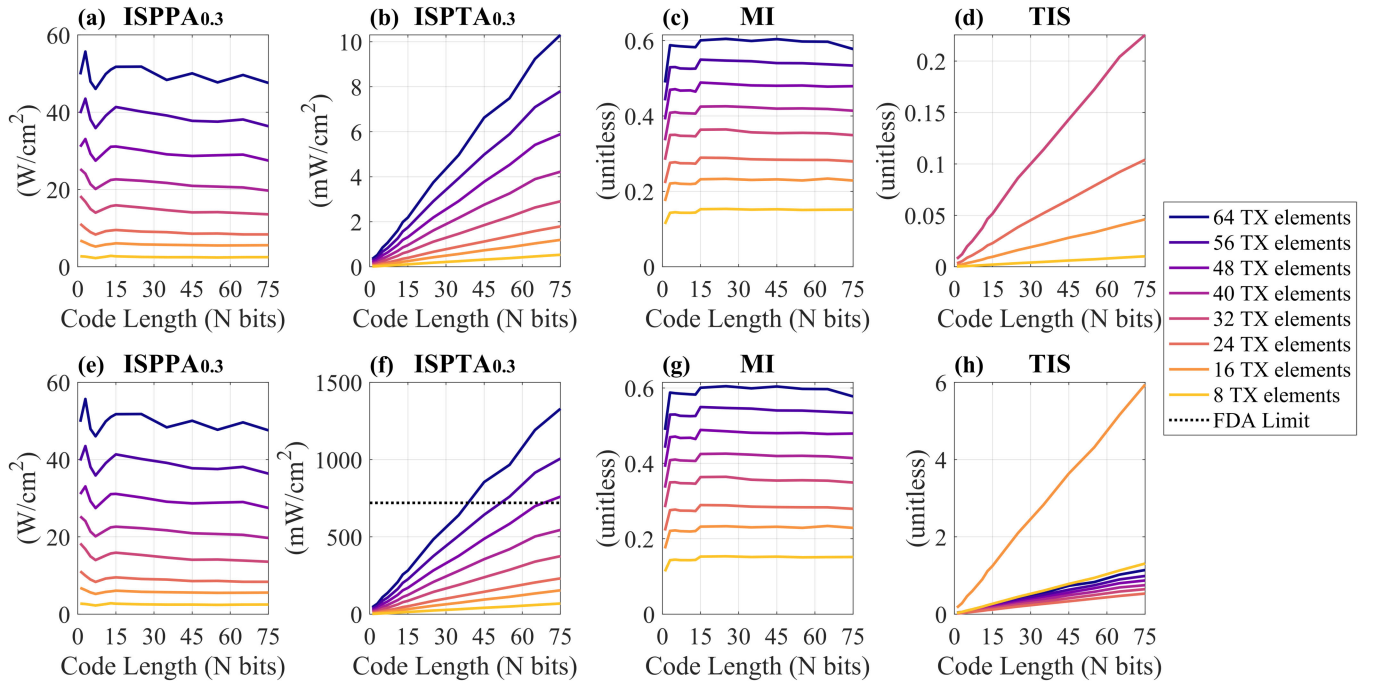 (a) ISPPA0.3
(b) ISPTA0.3
(c) MI
(d) TIS
60
40
20
0
(W/cm2)
0 15 30 45 60 75
Code Length (N bits)
10
8
6
4
2
0
(mW/cm2)
0 15 30 45 60 75
Code Length (N bits)
0.6
0.4
0.2
0
(unitless)
0 15 30 45 60 75
Code Length (N bits)
0.2
0.15
0.1
0.05
0
(unitless)
0 15 30 45 60 75
Code Length (N bits)
64 TX elements
56 TX elements
48 TX elements
40 TX elements
32 TX elements
24 TX elements
16 TX elements
8 TX elements
FDA Limit
(e) ISPPA0.3
(f) ISPTA0.3
(g) MI
(h) TIS
60
40
20
0
(W/cm2)
0 15 30 45 60 75
Code Length (N bits)
1500
1000
500
0
(mW/cm2)
0 15 30 45 60 75
Code Length (N bits)
0.6
0.4
0.2
0
(unitless)
0 15 30 45 60 75
Code Length (N bits)
6
4
2
0
(unitless)
0 15 30 45 60 75
Code Length (N bits)